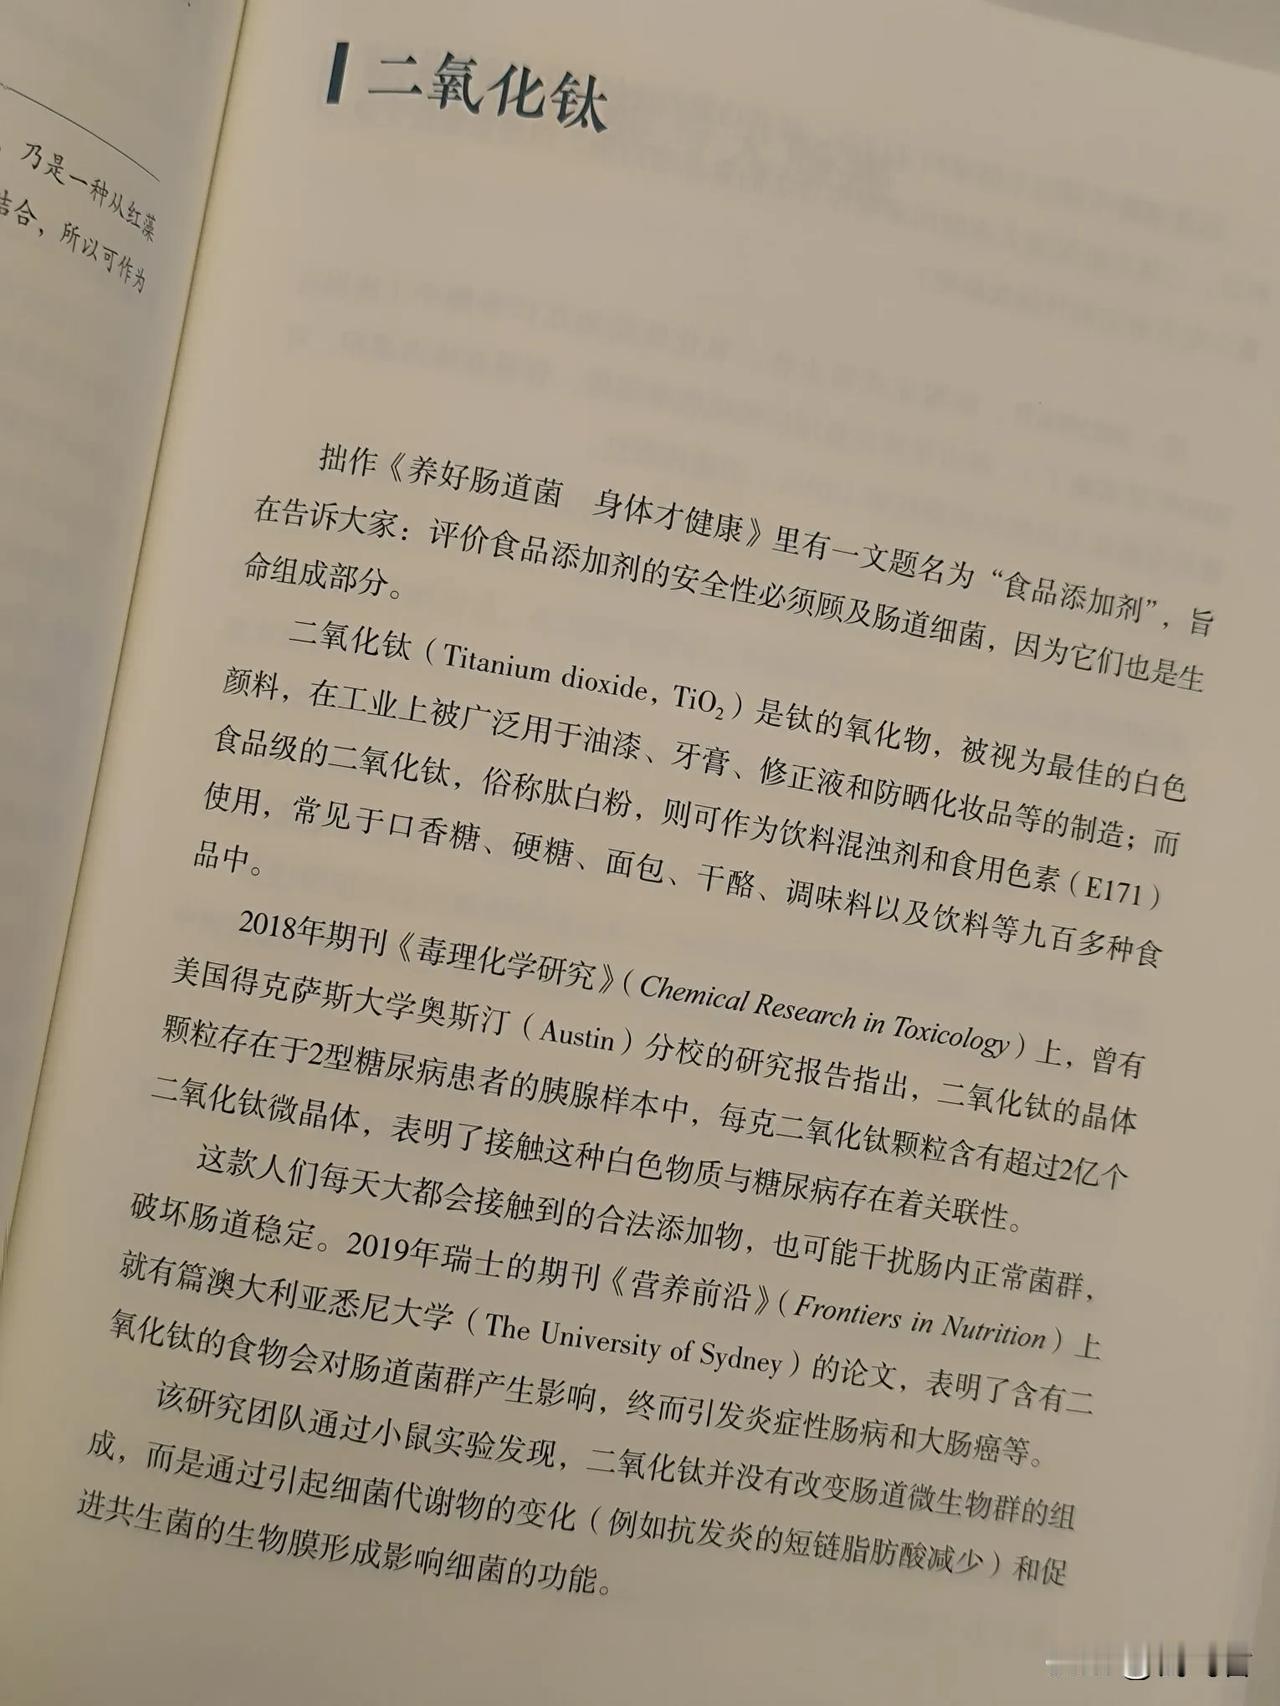 乃是一种从红藻
结合，所以可作为
二氧化钛
拙作《养好肠道菌 身体才健康》里有一文题名为“食品添加剂”，旨
在告诉大家：评价食品添加剂的安全性必须顾及肠道细菌，因为它们也是生
命组成部分。
二氧化钛（Titanium dioxide，TiO₂）是钛的氧化物，被视为最佳的白色
颜料，在工业上被广泛用于油漆、牙膏、修正液和防晒化妆品等的制造；而
食品级的二氧化钛，俗称肽白粉，则可作为饮料混浊剂和食用色素（E171）
使用，常见于口香糖、硬糖、面包、干酪、调味料以及饮料等九百多种食
品中。
2018年期刊《毒理化学研究》（Chemical Research in Toxicology）上，曾有
美国得克萨斯大学奥斯汀（Austin）分校的研究报告指出，二氧化钛的晶体
颗粒存在于2型糖尿病患者的胰腺样本中，每克二氧化钛颗粒含有超过2亿个
二氧化钛微晶体，表明了接触这种白色物质与糖尿病存在着关联性。
这款人们每天大都会接触到的合法添加物，也可能干扰肠内正常菌群，
破坏肠道稳定。2019年瑞士的期刊《营养前沿》（Frontiers in Nutrition）上
就有篇澳大利亚悉尼大学（The University of Sydney）的论文，表明了含有二
氧化钛的食物会对肠道菌群产生影响，终而引发炎症性肠病和大肠癌等。
该研究团队通过小鼠实验发现，二氧化钛并没有改变肠道微生物群的组
成，而是通过引起细菌代谢物的变化（例如抗发炎的短链脂肪酸减少）和促
进共生菌的生物膜形成影响细菌的功能。